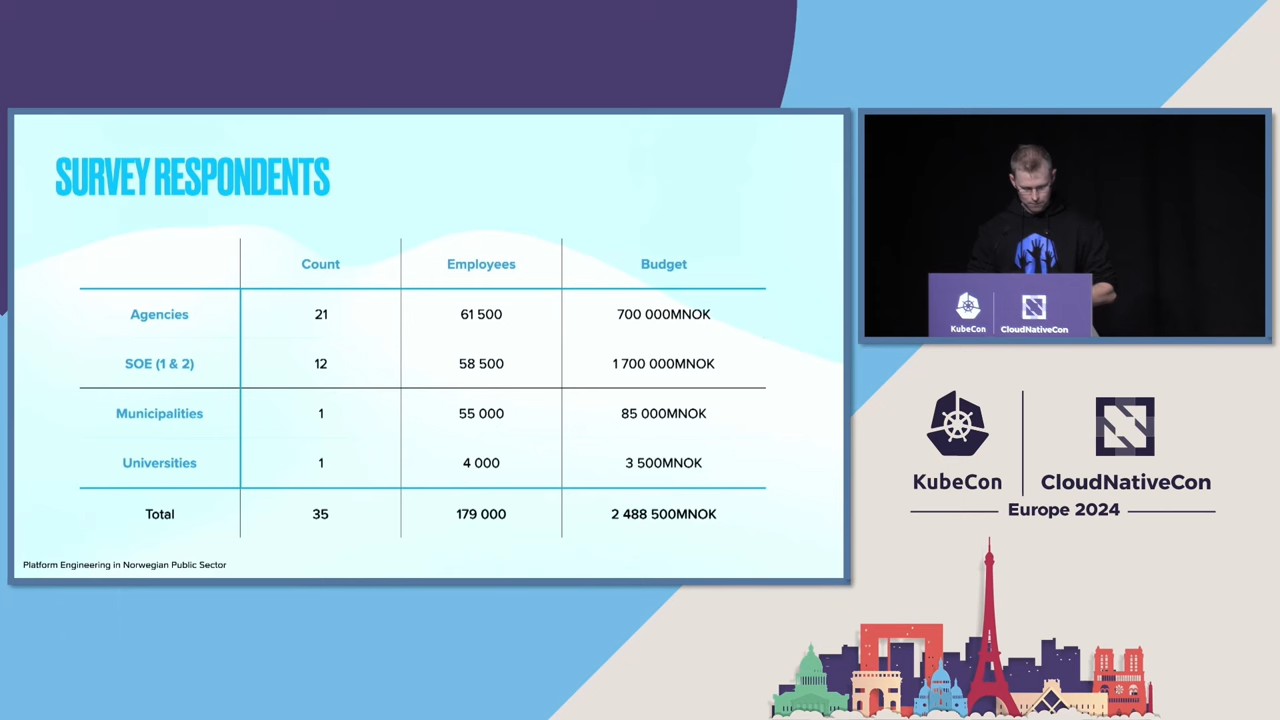 SURVEY RESPONDENTS
Count Employees Budget
Agencies 21 61 500 700 000MNOK
SOE (1 & 2) 12 58 500 1 700 000MNOK
Municipalities 1 55 000 85 000MNOK
Universities 1 4 000 3 500MNOK
Total 35 179 000 2 488 500MNOK
Platform Engineering in Norwegian Public Sector
KubeCon CloudNativeCon
KubeCon CloudNativeCon
Europe 2024